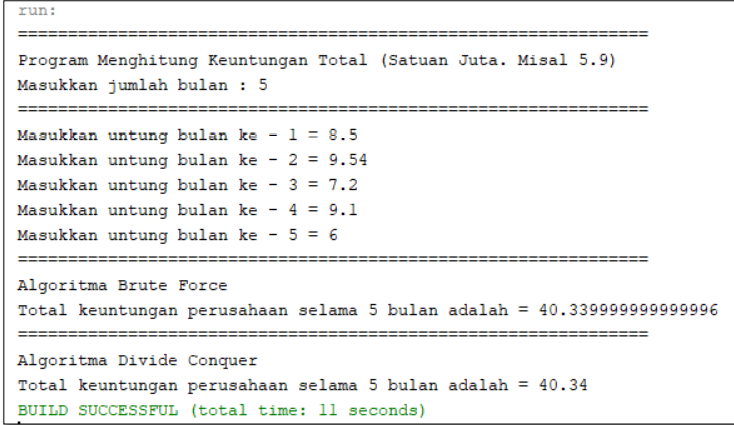 run:
===============================================================
Program Menghitung Keuntungan Total (Satuan Juta. Misal 5.9)
Masukkan jumlah bulan : 5
===============================================================
Masukkan untung bulan ke - 1 = 8.5
Masukkan untung bulan ke - 2 = 9.54
Masukkan untung bulan ke - 3 = 7.2
Masukkan untung bulan ke - 4 = 9.1
Masukkan untung bulan ke - 5 = 6
===============================================================
Algoritma Brute Force
Total keuntungan perusahaan selama 5 bulan adalah = 40.339999999999996
===============================================================
Algoritma Divide Conquer
Total keuntungan perusahaan selama 5 bulan adalah = 40.34
BUILD SUCCESSFUL (total time: 11 seconds)